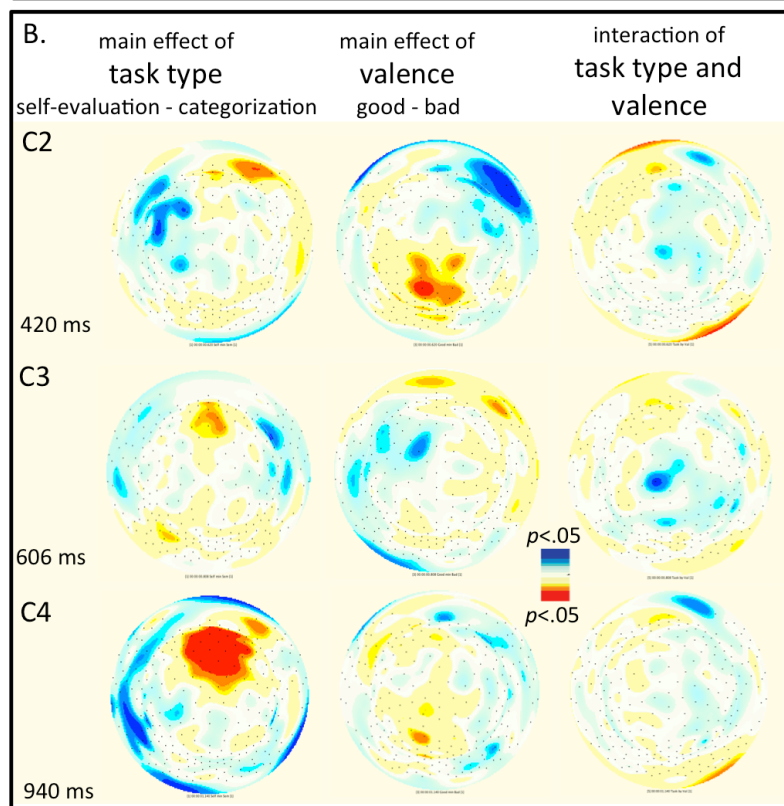 B.
main effect of
task type
self-evaluation - categorization
main effect of
valence
good - bad
interaction of
task type and
valence
C2
420 ms
C3
606 ms
p<.05
p<.05
C4
940 ms